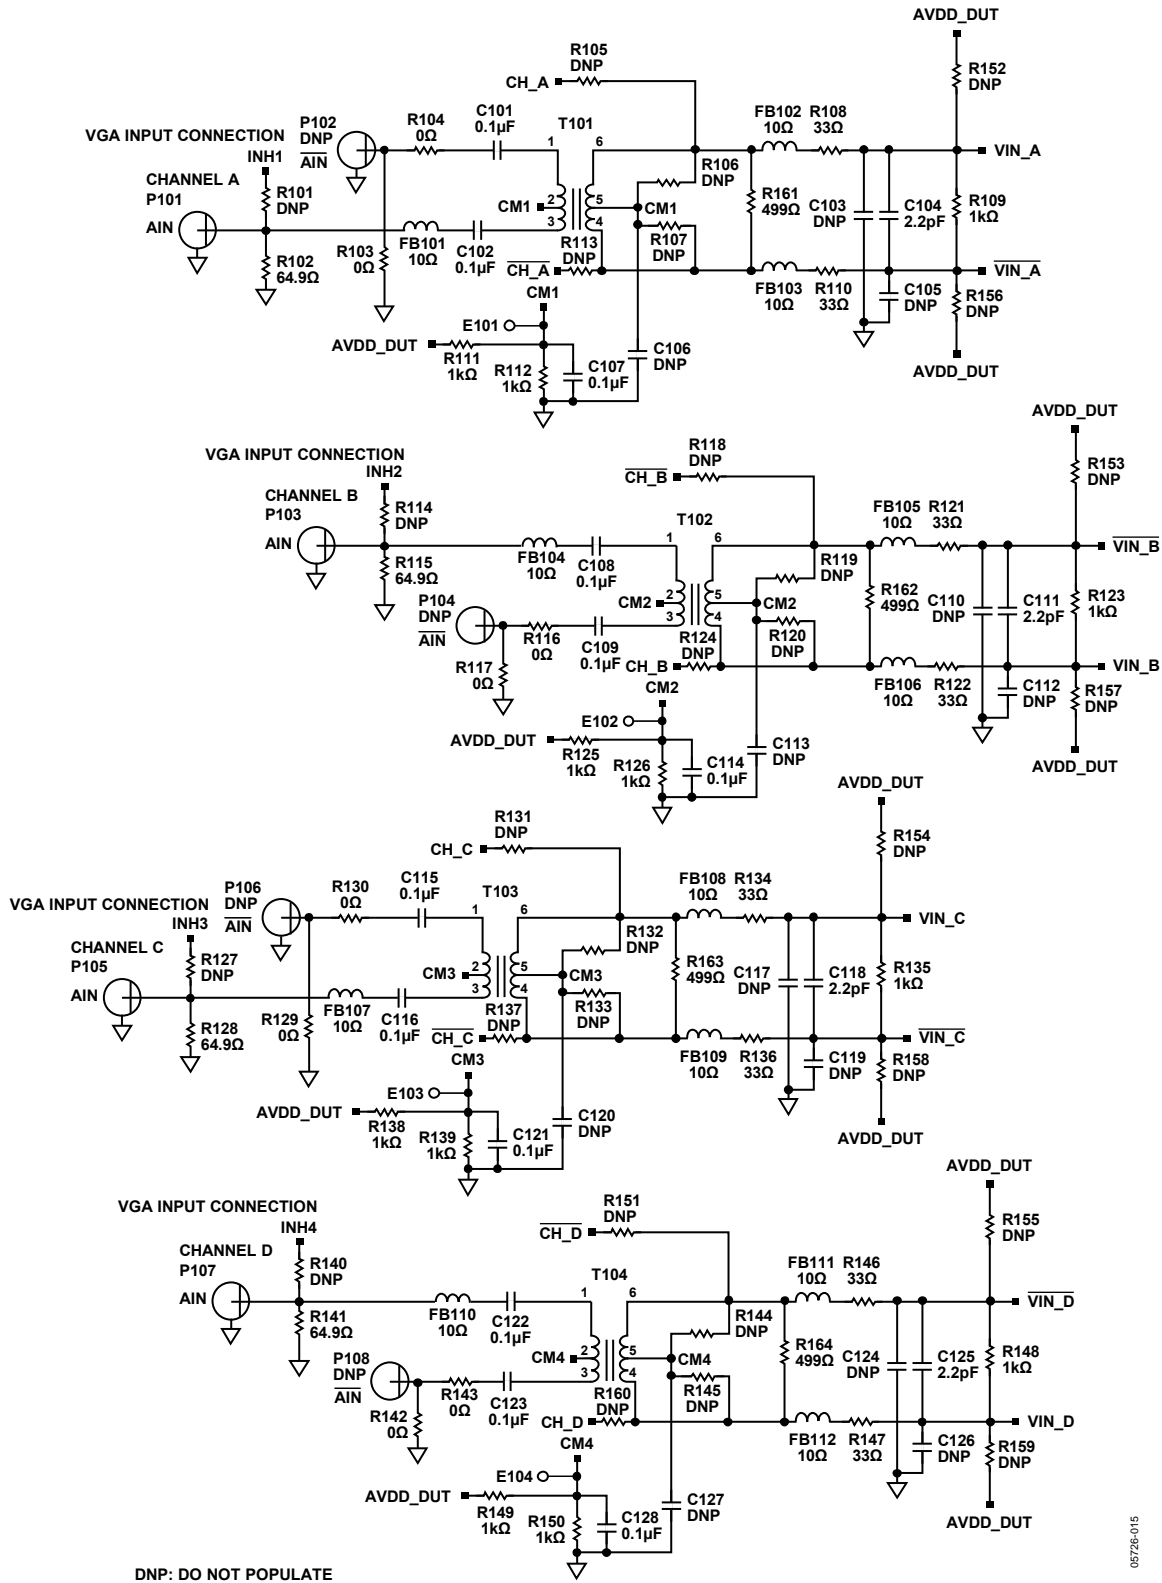 AVDD_DUT
R105
DNP
CH_A
R152
DNP
VGA INPUT CONNECTION
INH1
P102
DNP
A̅I̅N̅
R104
0Ω
C101
0.1µF
T101
1
2
3
6
5
4
FB102
10Ω
R108
33Ω
VIN_A
CHANNEL A
P101
AIN
R101
DNP
R102
64.9Ω
R103
0Ω
FB101
10Ω
C102
0.1µF
CM1
CM1
R106
DNP
R107
DNP
R113
DNP
C̅H̅_̅A̅
R161
499Ω
C103
DNP
C104
2.2pF
R109
1kΩ
V̅I̅N̅_̅A̅
FB103
10Ω
R110
33Ω
C105
DNP
R156
DNP
AVDD_DUT
CM1
E101
AVDD_DUT
R111
1kΩ
R112
1kΩ
C107
0.1µF
C106
DNP
AVDD_DUT
R118
DNP
C̅H̅_̅B̅
R153
DNP
VGA INPUT CONNECTION
INH2
CHANNEL B
P103
AIN
R114
DNP
R115
64.9Ω
FB104
10Ω
C108
0.1µF
T102
1
2
3
6
5
4
FB105
10Ω
R121
33Ω
V̅I̅N̅_̅B̅
P104
DNP
A̅I̅N̅
R116
0Ω
R117
0Ω
C109
0.1µF
CM2
CM2
R119
DNP
R120
DNP
R124
DNP
CH_B
R162
499Ω
C110
DNP
C111
2.2pF
R123
1kΩ
VIN_B
FB106
10Ω
R122
33Ω
C112
DNP
R157
DNP
AVDD_DUT
CM2
E102
AVDD_DUT
R125
1kΩ
R126
1kΩ
C114
0.1µF
C113
DNP
AVDD_DUT
R131
DNP
CH_C
R154
DNP
VGA INPUT CONNECTION
INH3
P106
DNP
A̅I̅N̅
R130
0Ω
C115
0.1µF
T103
1
2
3
6
5
4
FB108
10Ω
R134
33Ω
VIN_C
CHANNEL C
P105
AIN
R127
DNP
R128
64.9Ω
R129
0Ω
FB107
10Ω
C116
0.1µF
CM3
CM3
R132
DNP
R133
DNP
R137
DNP
C̅H̅_̅C̅
R163
499Ω
C117
DNP
C118
2.2pF
R135
1kΩ
V̅I̅N̅_̅C̅
FB109
10Ω
R136
33Ω
C119
DNP
R158
DNP
AVDD_DUT
CM3
E103
AVDD_DUT
R138
1kΩ
R139
1kΩ
C121
0.1µF
C120
DNP
AVDD_DUT
R151
DNP
C̅H̅_̅D̅
R155
DNP
VGA INPUT CONNECTION
INH4
CHANNEL D
P107
AIN
R140
DNP
R141
64.9Ω
FB110
10Ω
C122
0.1µF
T104
1
2
3
6
5
4
FB111
10Ω
R146
33Ω
V̅I̅N̅_̅D̅
P108
DNP
A̅I̅N̅
R143
0Ω
R142
0Ω
C123
0.1µF
CM4
CM4
R144
DNP
R145
DNP
R160
DNP
CH_D
R164
499Ω
C124
DNP
C125
2.2pF
R148
1kΩ
VIN_D
FB112
10Ω
R147
33Ω
C126
DNP
R159
DNP
AVDD_DUT
CM4
E104
AVDD_DUT
R149
1kΩ
R150
1kΩ
C128
0.1µF
C127
DNP
DNP: DO NOT POPULATE
05726-015